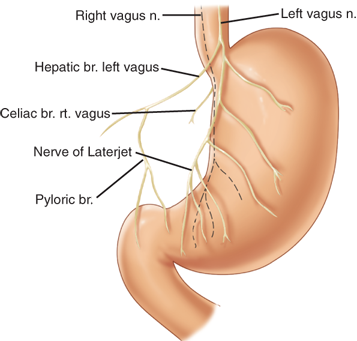 Right vagus n.
Left vagus n.
Hepatic br. left vagus
Celiac br. rt. vagus
Nerve of Laterjet
Pyloric br.